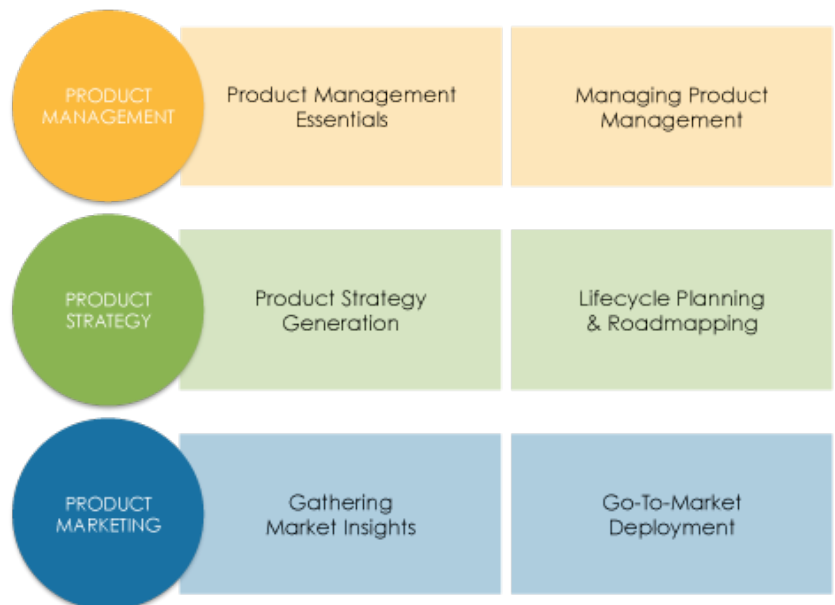 PRODUCT
MANAGEMENT
Product Management
Essentials
Managing Product
Management
PRODUCT
STRATEGY
Product Strategy
Generation
Lifecycle Planning
& Roadmapping
PRODUCT
MARKETING
Gathering
Market Insights
Go-To-Market
Deployment